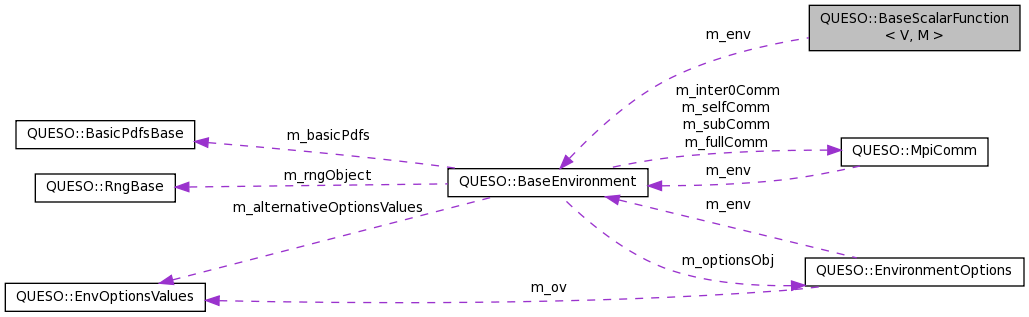 QUESO::BaseScalarFunction
< V, M >
m_env
m_inter0Comm
m_selfComm
m_subComm
m_fullComm
QUESO::BasicPdfsBase
m_basicPdfs
QUESO::MpiComm
m_env
QUESO::RngBase
m_rngObject
QUESO::BaseEnvironment
m_alternativeOptionsValues
m_env
m_optionsObj
QUESO::EnvironmentOptions
QUESO::EnvOptionsValues
m_ov